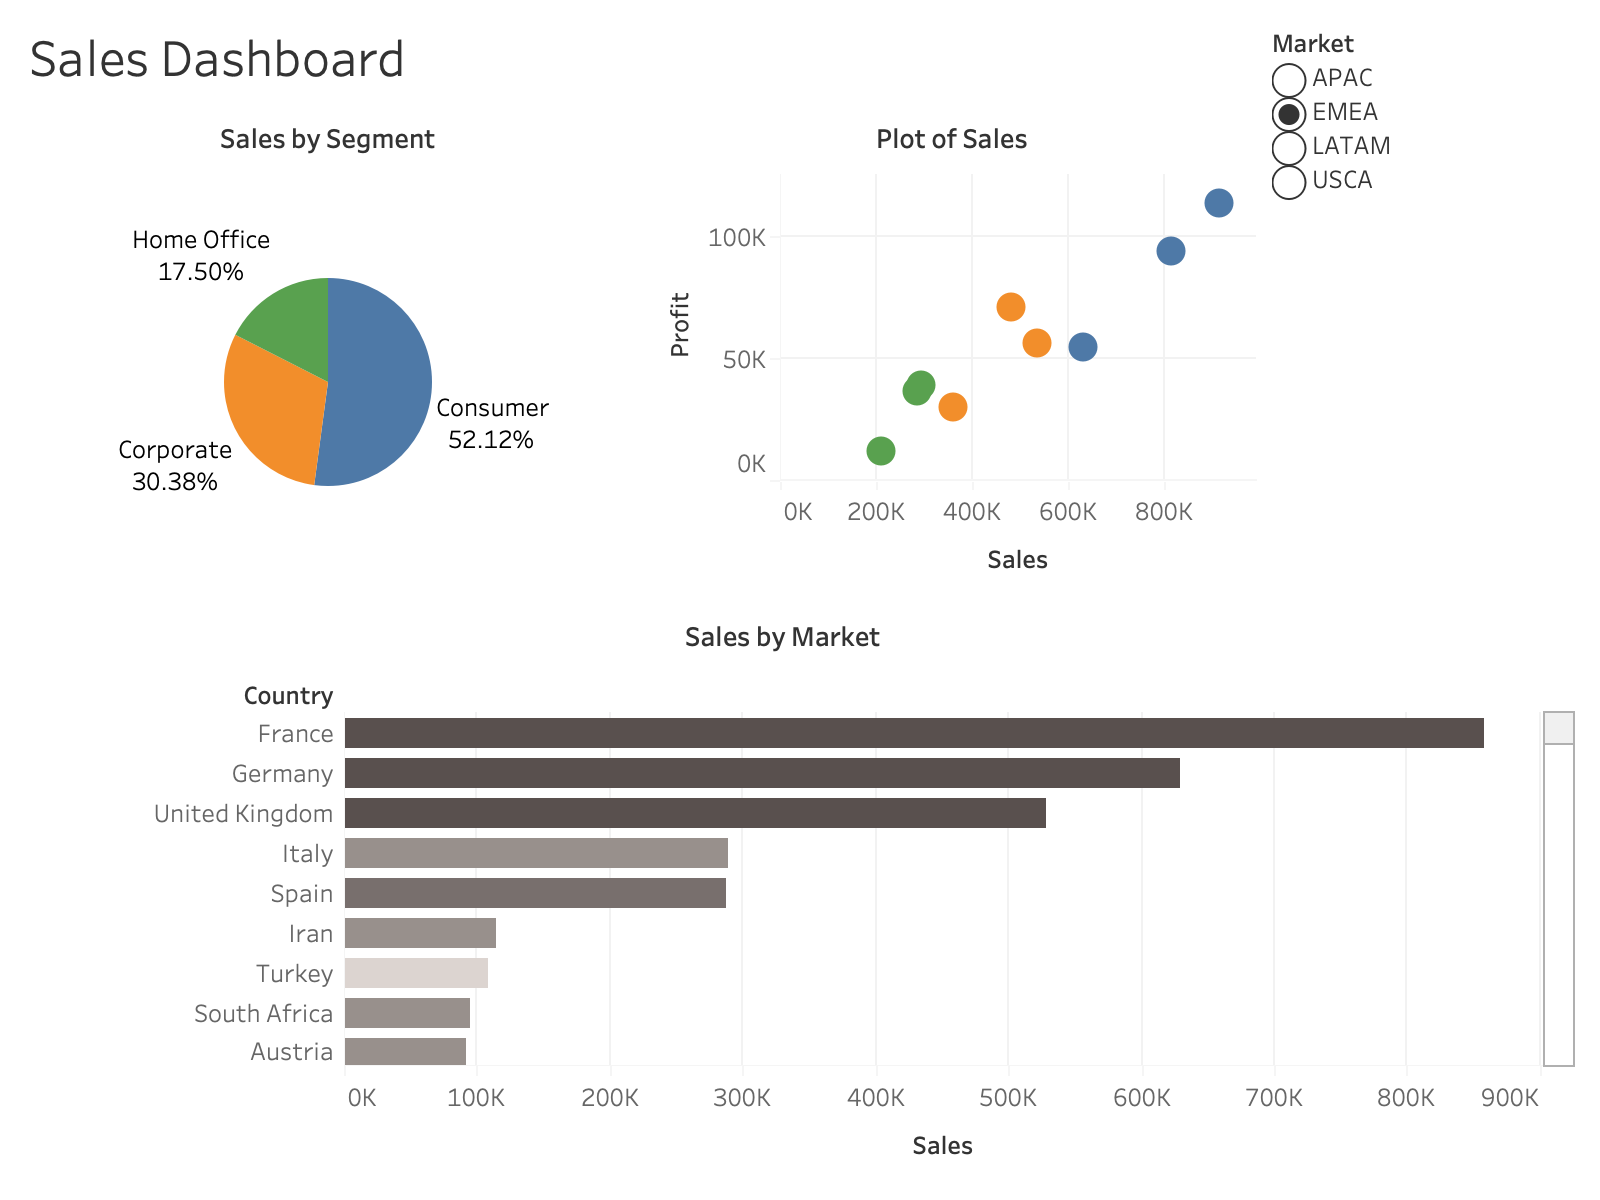 Sales Dashboard
Market
APAC
EMEA
LATAM
USCA
Sales by Segment
Home Office
17.50%
Consumer
52.12%
Corporate
30.38%
Plot of Sales
Profit
100K
50K
0K
0K 200K 400K 600K 800K
Sales
Sales by Market
Country
France
Germany
United Kingdom
Italy
Spain
Iran
Turkey
South Africa
Austria
0K 100K 200K 300K 400K 500K 600K 700K 800K 900K
Sales